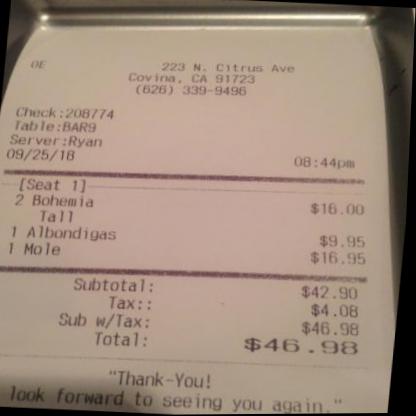 OE 223 N. Citrus Ave
Covina, CA 91723
(626) 339-9496
Check:208774
Table:BAR9
Server:Ryan
09/25/18 08:44pm
[Seat 1]
2 Bohemia $16.00
Tall
1 Albondigas $9.95
1 Mole $16.95
Subtotal: $42.90
Tax:: $4.08
Sub w/Tax: $46.98
Total: $46.98
"Thank-You!
look forward to seeing you again."